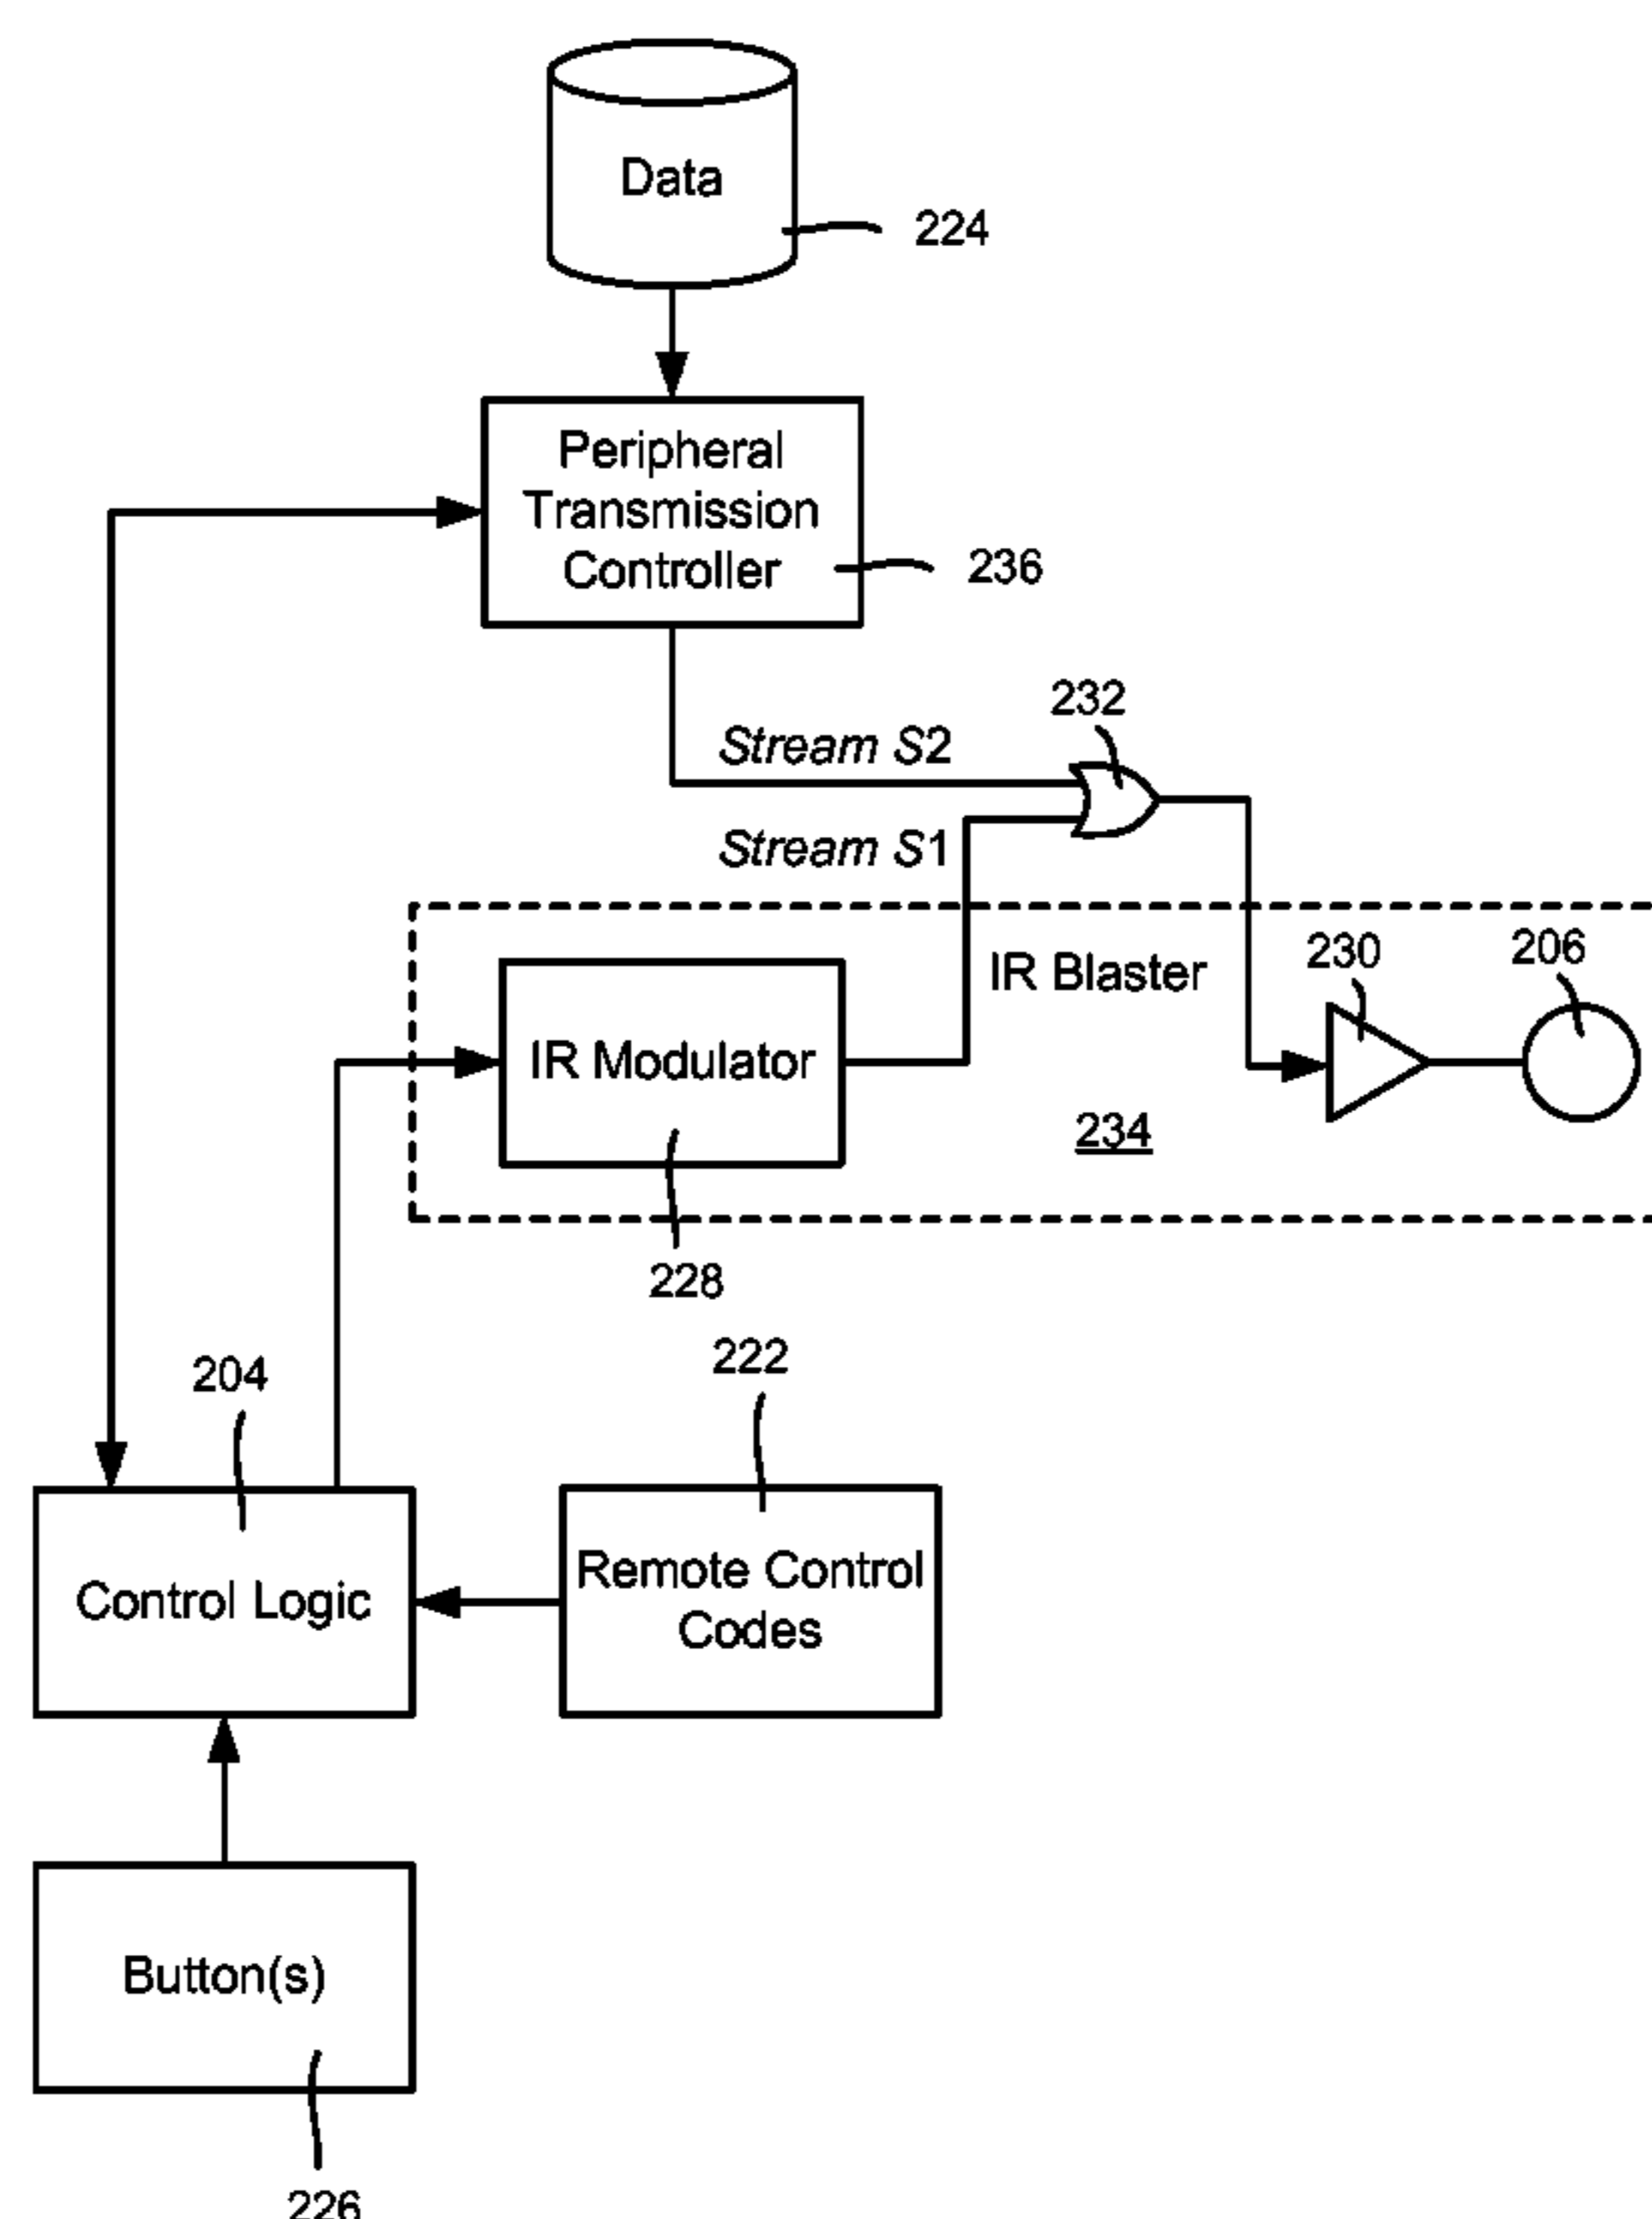 Data
224
Peripheral
Transmission
Controller
236
232
Stream S2
Stream S1
IR Blaster
230
206
IR Modulator
234
228
222
204
Remote Control
Codes
Control Logic
Button(s)
226